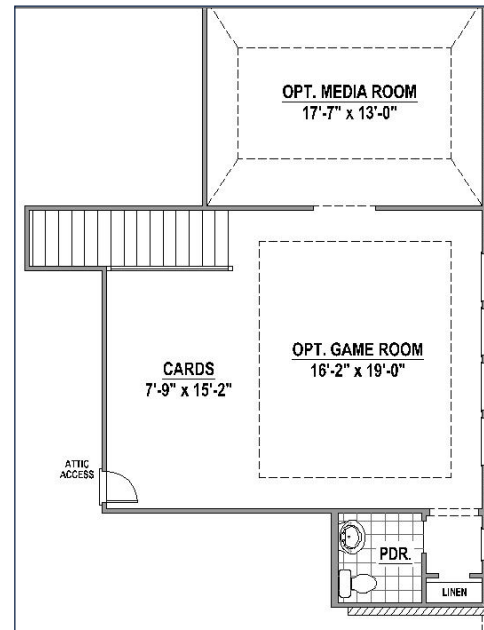 OPT. MEDIA ROOM
17'-7" x 13'-0"
OPT. GAME ROOM
16'-2" x 19'-0"
CARDS
7'-9" x 15'-2"
ATTIC
ACCESS
PDR.
LINEN